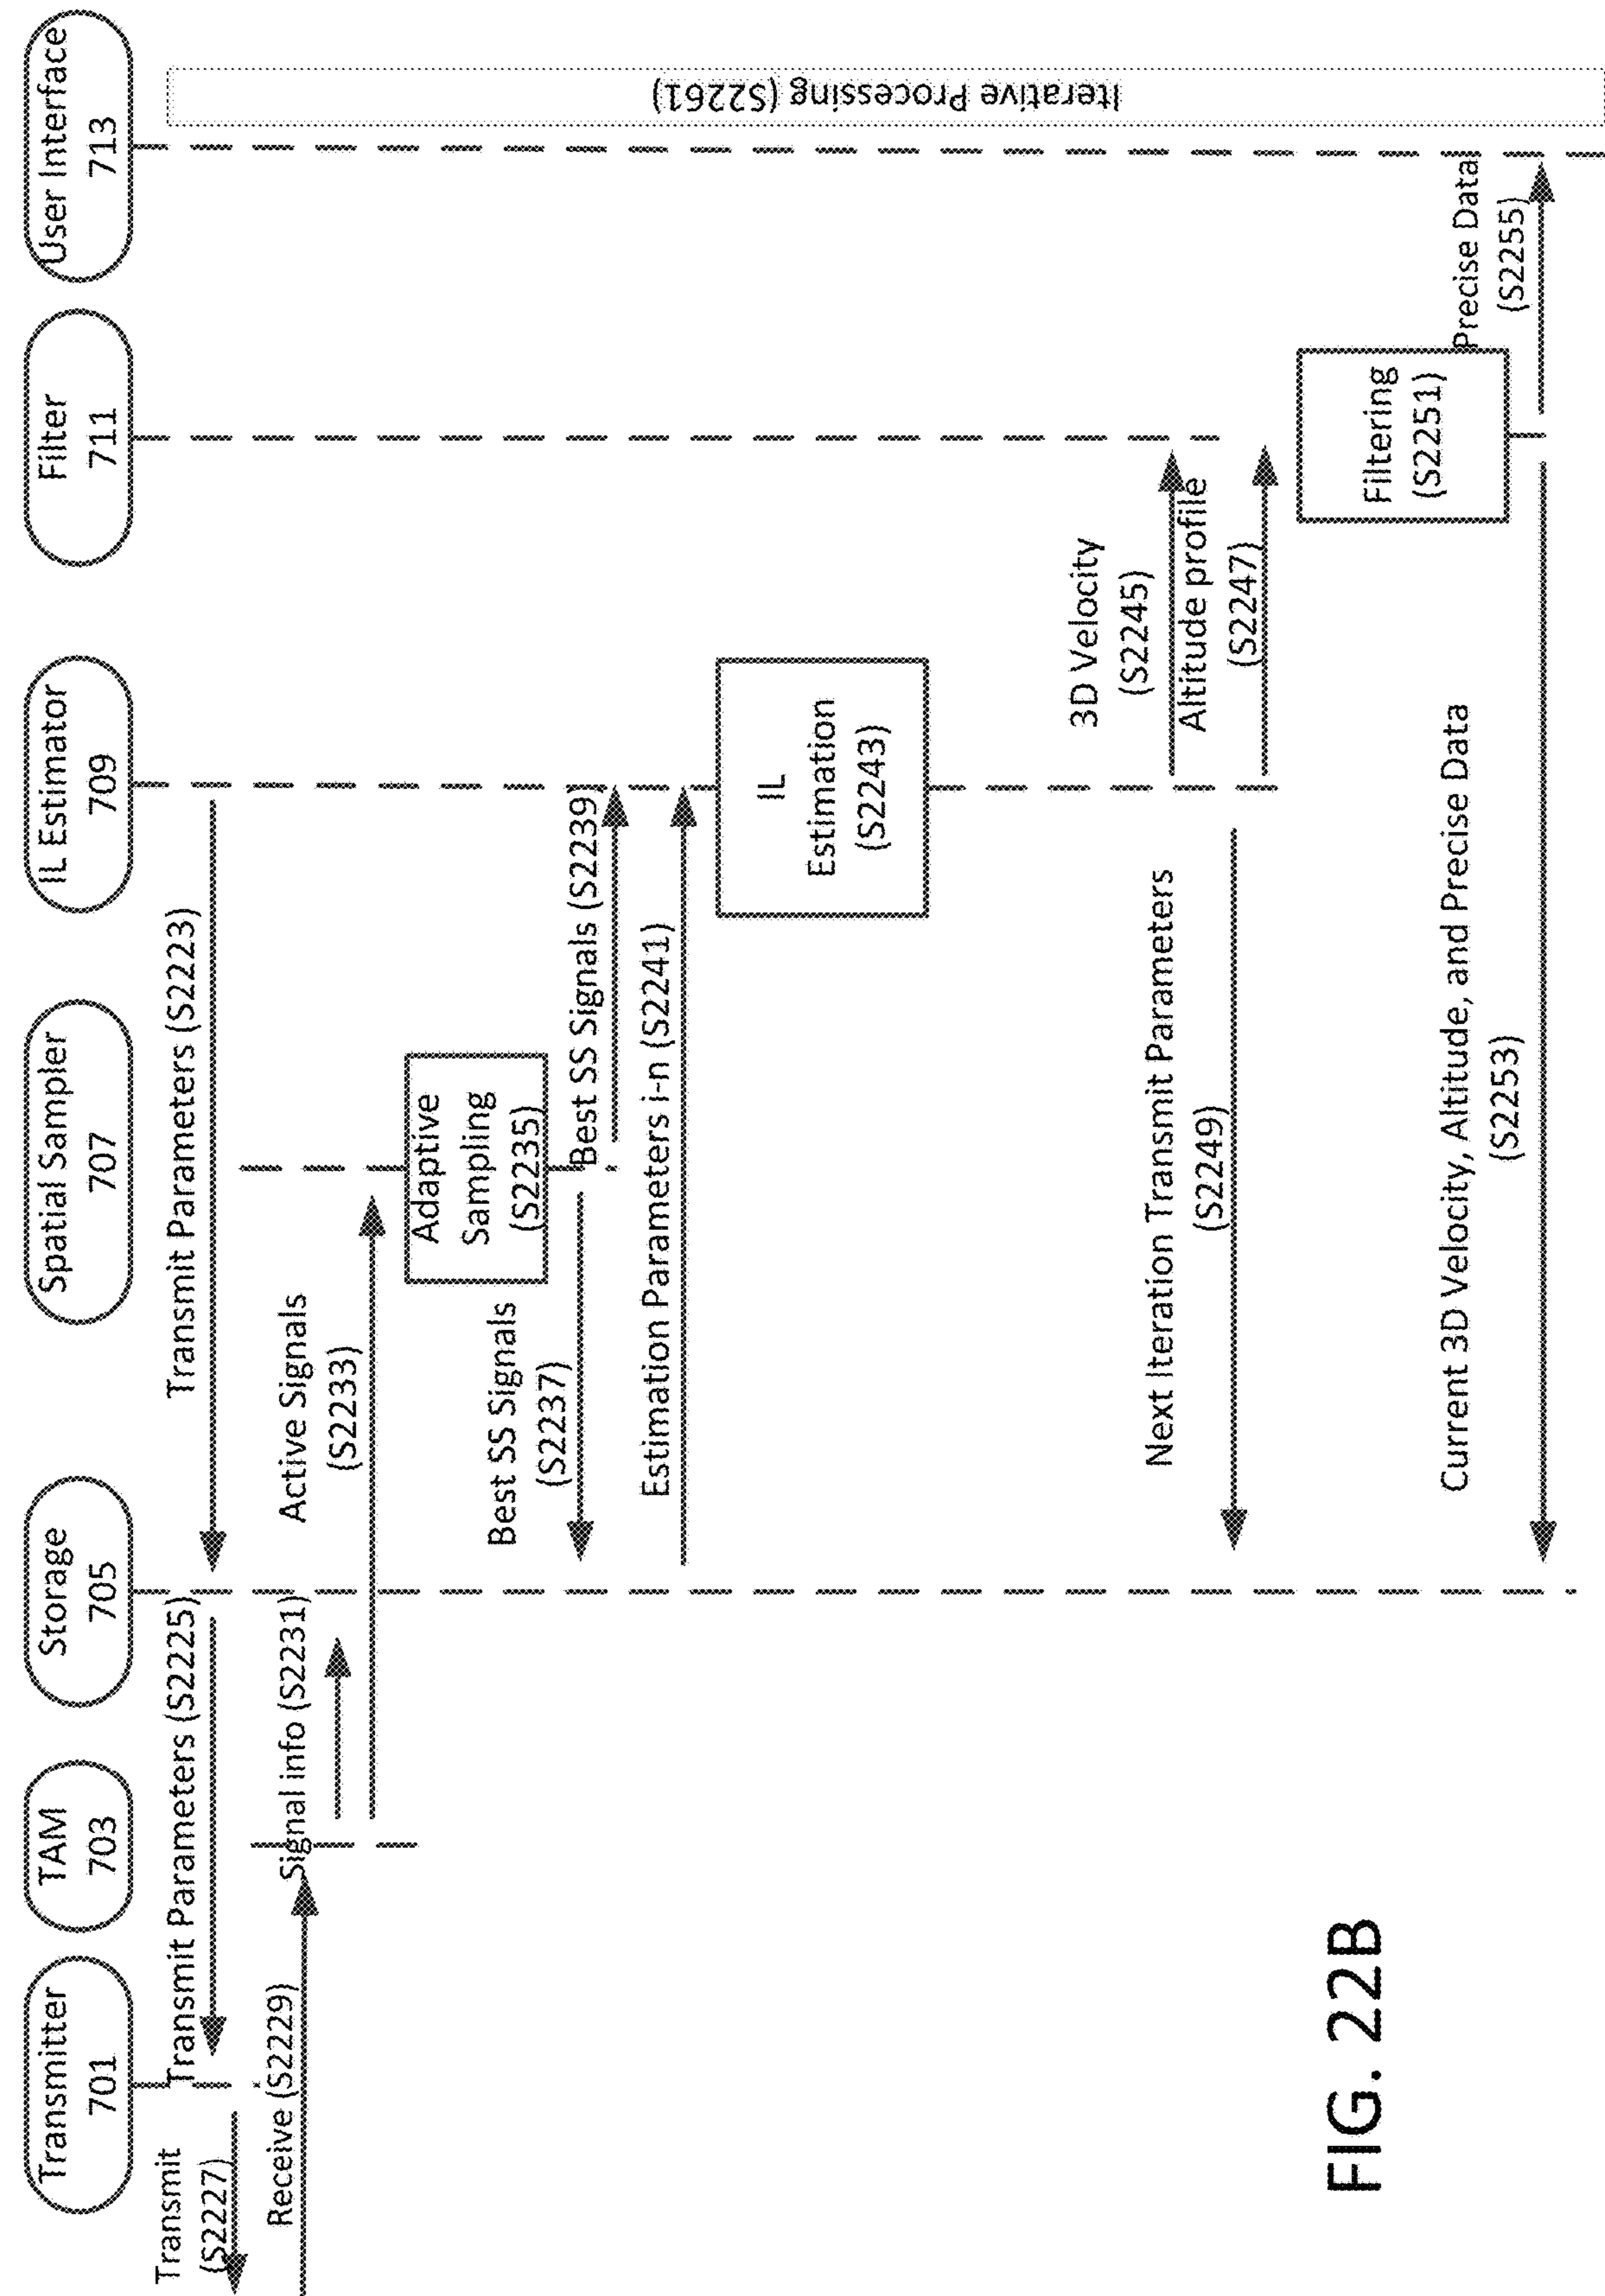 Transmitter
701
TAM
703
Storage
705
Spatial Sampler
707
IL Estimator
709
Filter
711
User Interface
713
Transmit
(S2227)
Transmit Parameters (S2225)
Transmit Parameters (S2223)
Receive (S2229)
Signal info (S2231)
Active Signals
(S2233)
Adaptive
Sampling
(S2235)
Best SS Signals
(S2237)
Best SS Signals (S2239)
Estimation Parameters i-n (S2241)
IL
Estimation
(S2243)
3D Velocity
(S2245)
Altitude profile
(S2247)
Next Iteration Transmit Parameters
(S2249)
Filtering
(S2251)
Current 3D Velocity, Altitude, and Precise Data
(S2253)
Precise Data
(S2255)
Iterative Processing (S2261)
FIG. 22B